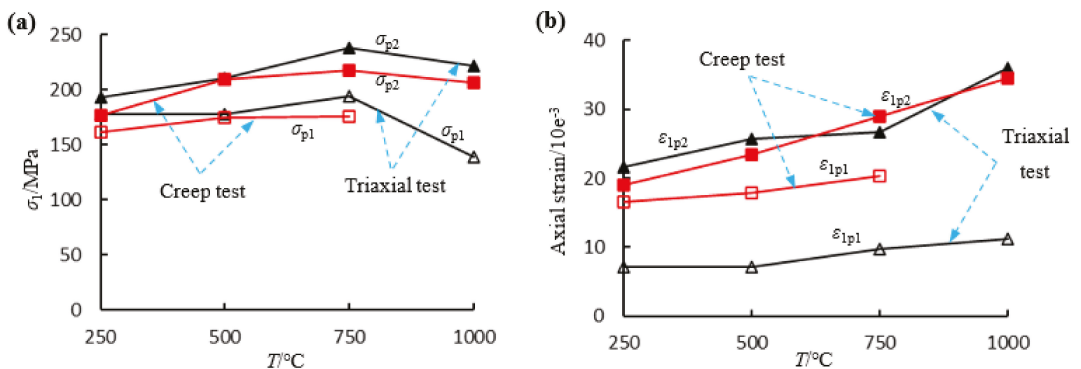 (a)
250
200
150
100
50
0
σ₁/MPa
σp2
σp2
σp1
σp1
Creep test
Triaxial test
250
500
750
1000
T/°C
(b)
40
30
20
10
0
Axial strain/10e⁻³
Creep test
ε1p2
ε1p2
ε1p1
ε1p1
Triaxial
test
250
500
750
1000
T/°C